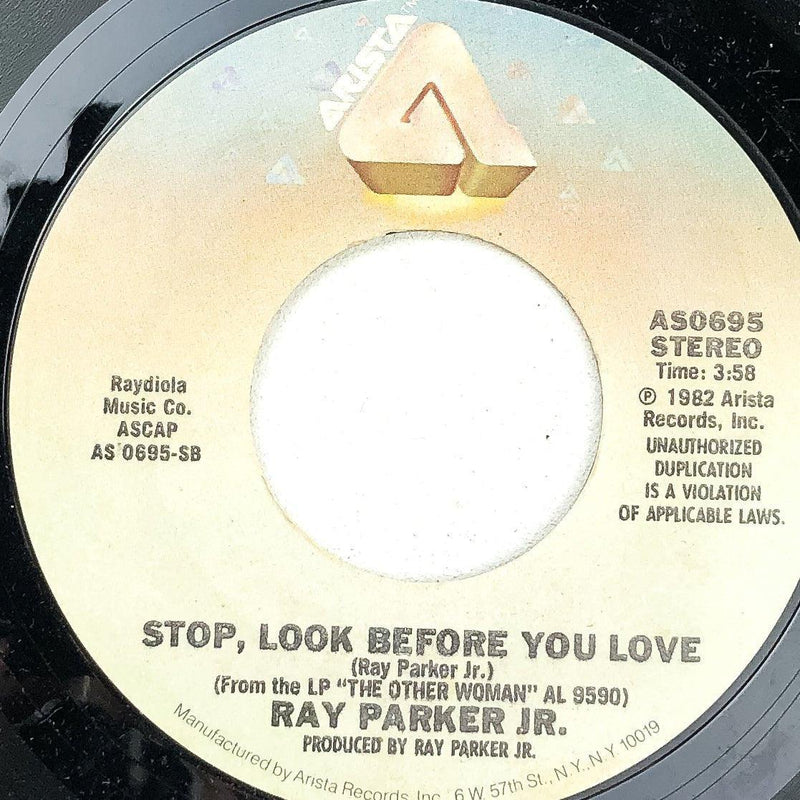 ARISTA™
AS0695
STEREO
Time: 3:58
℗ 1982 Arista
Records, Inc.
UNAUTHORIZED
DUPLICATION
IS A VIOLATION
OF APPLICABLE LAWS.
Raydiola
Music Co.
ASCAP
AS 0695-SB
STOP, LOOK BEFORE YOU LOVE
(Ray Parker Jr.)
(From the LP "THE OTHER WOMAN" AL 9590)
RAY PARKER JR.
PRODUCED BY RAY PARKER JR.
Manufactured by Arista Records, Inc. 6 W. 57th St., N.Y., N.Y. 10019